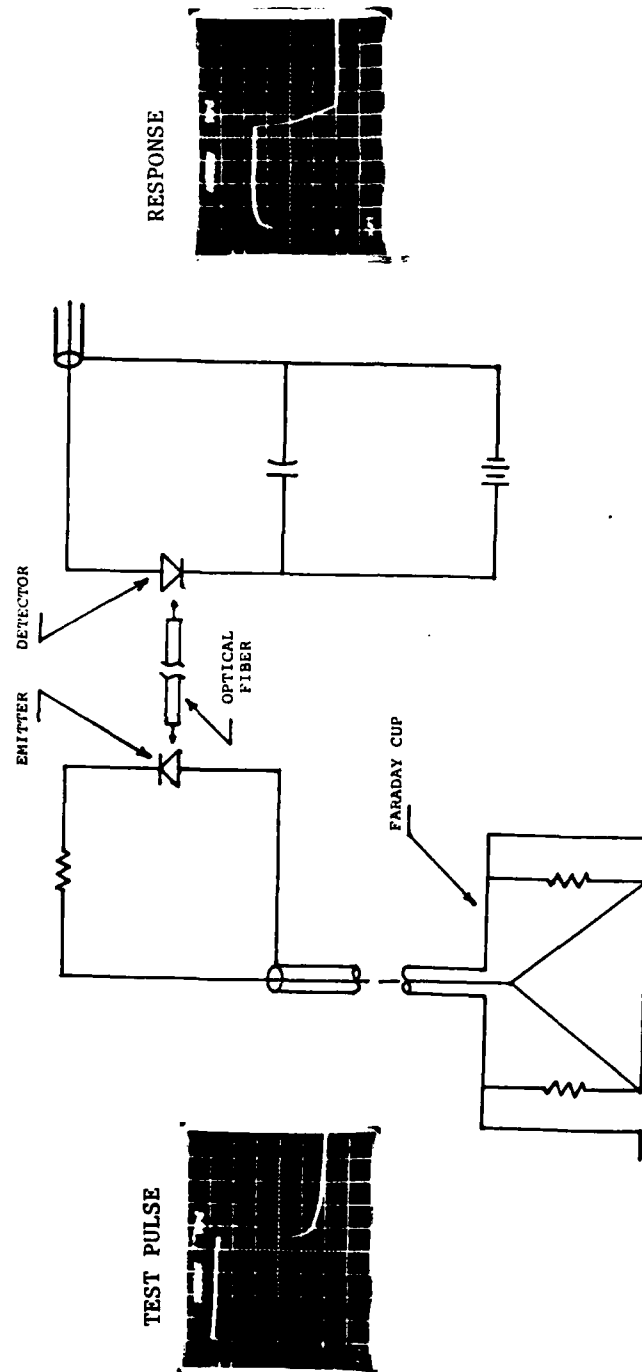 TEST PULSE
EMITTER
DETECTOR
OPTICAL
FIBER
FARADAY CUP
RESPONSE